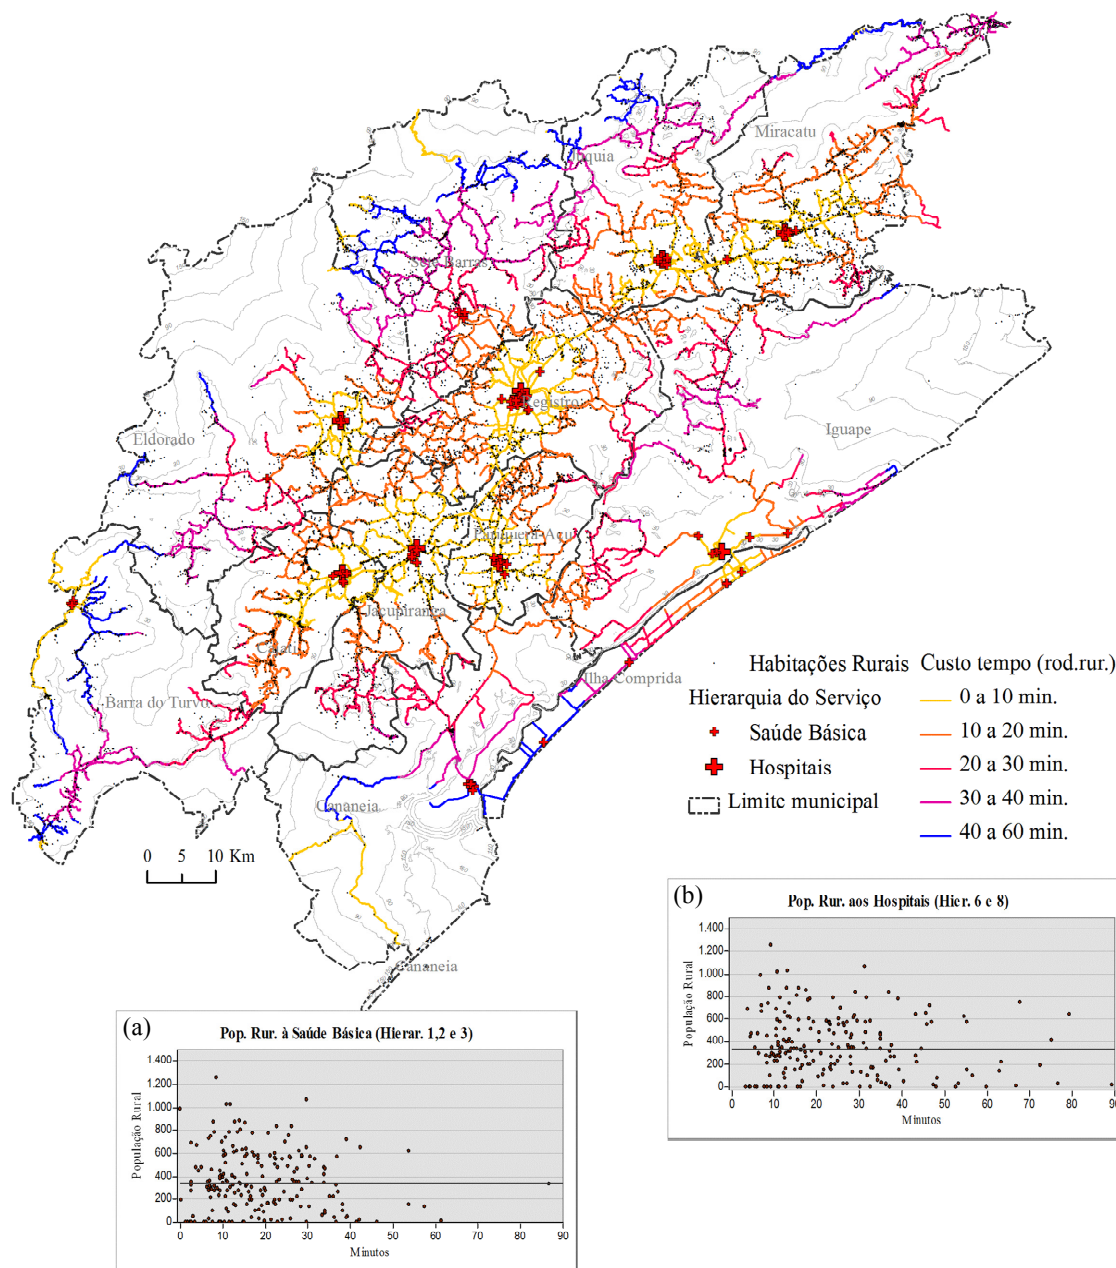 Miracatu
Juquia
Sete Barras
Registro
Eldorado
Iguape
Pariquera-Açu
Jacupiranga
Cajati
Barra do Turvo
Ilha Comprida
Cananeia
Cananeia
Habitações Rurais
Hierarquia do Serviço
Saúde Básica
Hospitais
Limite municipal
Custo tempo (rod.rur.)
0 a 10 min.
10 a 20 min.
20 a 30 min.
30 a 40 min.
40 a 60 min.
0 5 10 Km
(b)
Pop. Rur. aos Hospitais (Hier. 6 e 8)
População Rural
1.400
1.200
1.000
800
600
400
200
0
0 10 20 30 40 50 60 70 80 90
Minutos
(a)
Pop. Rur. à Saúde Básica (Hierar. 1,2 e 3)
População Rural
1.400
1.200
1.000
800
600
400
200
0
0 10 20 30 40 50 60 70 80 90
Minutos